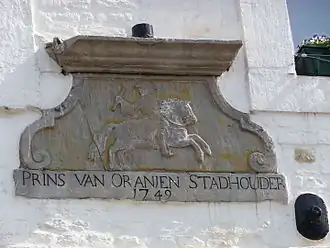 PRINS VAN ORANIEN STADHOUDER
1749